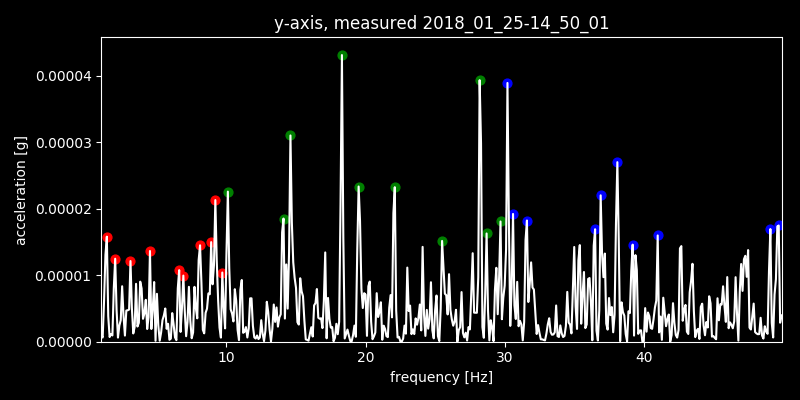 y-axis, measured 2018_01_25-14_50_01
acceleration [g]
0.00004
0.00003
0.00002
0.00001
0.00000
10 20 30 40
frequency [Hz]